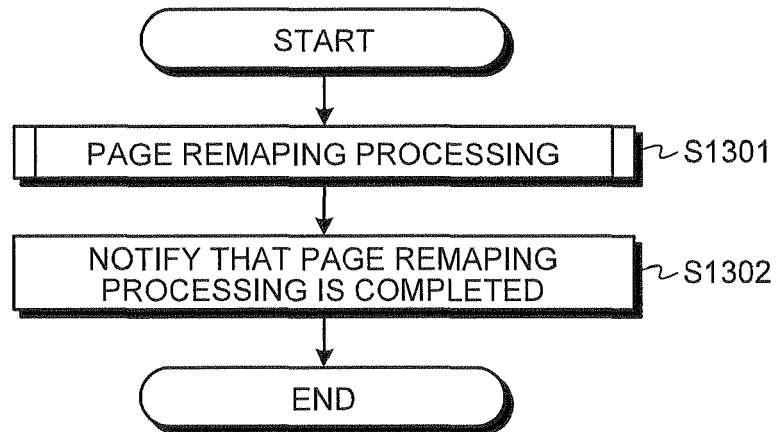 START
PAGE REMAPING PROCESSING
S1301
NOTIFY THAT PAGE REMAPING
PROCESSING IS COMPLETED
S1302
END